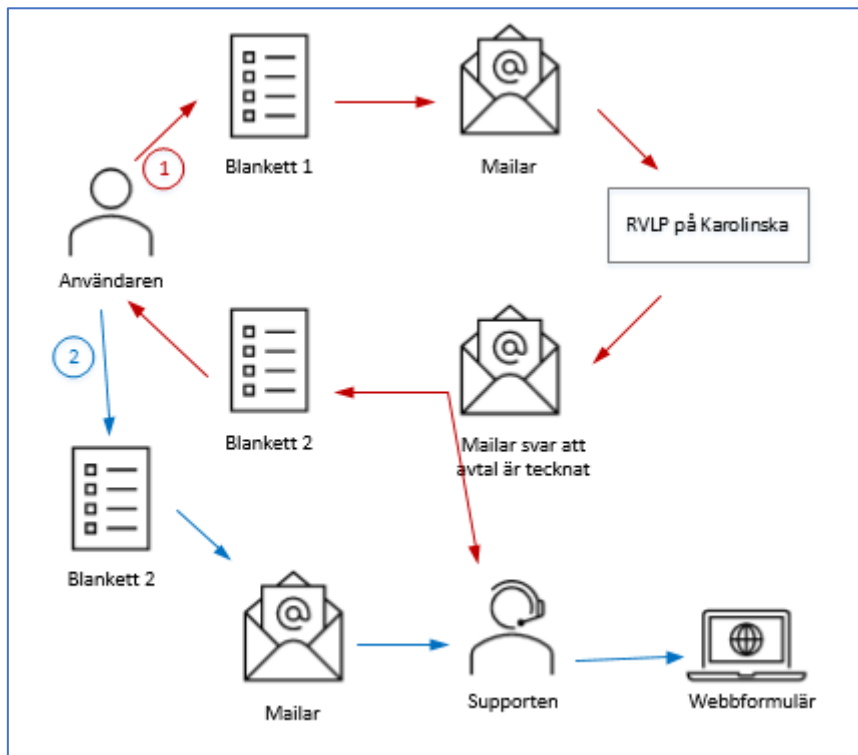 Blankett 1
Mailar
1
RVLP på Karolinska
Användaren
2
Blankett 2
Mailar svar att
avtal är tecknat
Blankett 2
Mailar
Supporten
Webbformulär